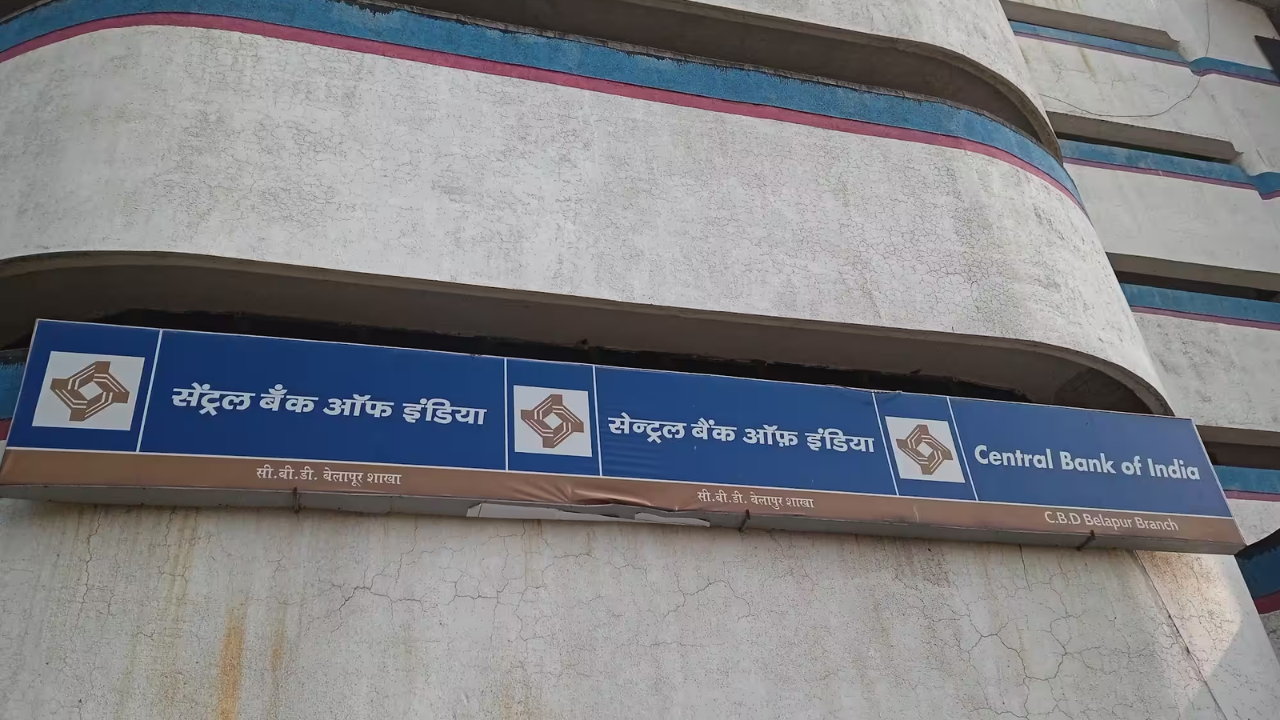 सेंट्रल बँक ऑफ इंडिया
सी.बी.डी. बेलापूर शाखा
सेन्ट्रल बैंक ऑफ़ इंडिया
सी.बी.डी. बेलापुर शाखा
Central Bank of India
C.B.D Belapur Branch